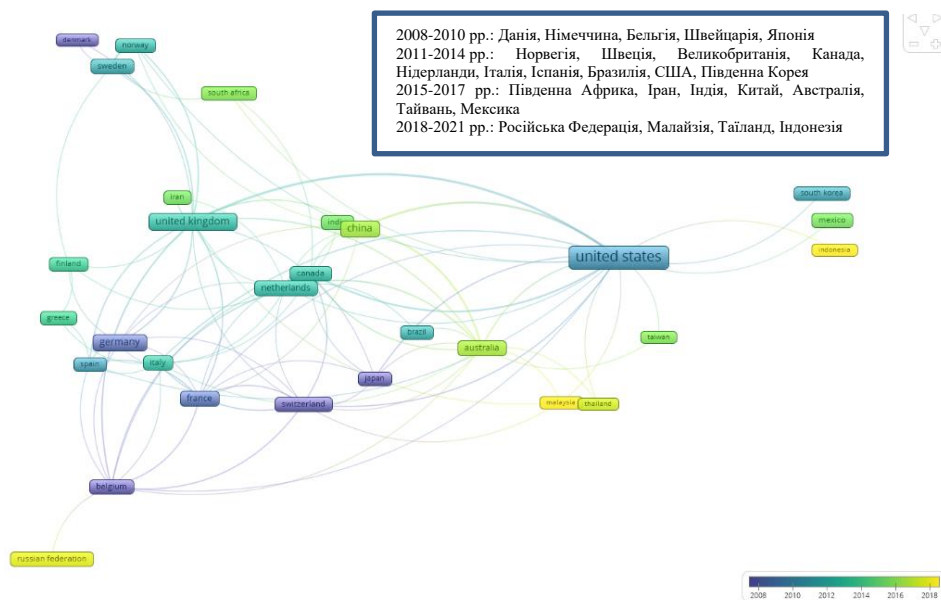 2008-2010 рр.: Данія, Німеччина, Бельгія, Швейцарія, Японія
2011-2014 рр.: Норвегія, Швеція, Великобританія, Канада,
Нідерланди, Італія, Іспанія, Бразилія, США, Південна Корея
2015-2017 рр.: Південна Африка, Іран, Індія, Китай, Австралія,
Тайвань, Мексика
2018-2021 рр.: Російська Федерація, Малайзія, Таїланд, Індонезія
denmark
norway
sweden
south africa
iran
united kingdom
china
south korea
mexico
indonesia
united states
finland
canada
netherlands
greece
germany
spain
italy
brazil
australia
taiwan
japan
france
switzerland
malaysia
thailand
belgium
russian federation
2008 2010 2012 2014 2016 2018